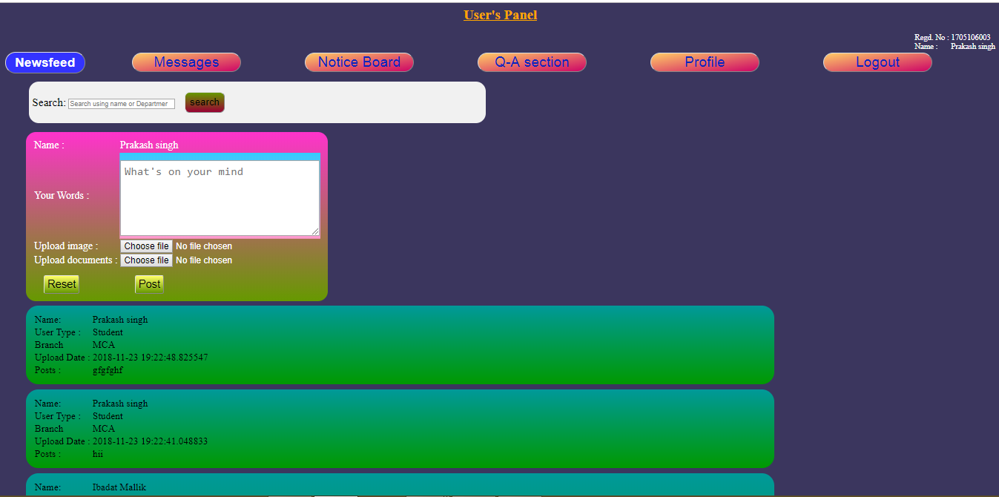 User's Panel
Regd. No : 1705106003
Name : Prakash singh
Newsfeed Messages Notice Board Q-A section Profile Logout
Search: Search using name or Departmer search
Name : Prakash singh
What's on your mind
Your Words :
Upload image : Choose file No file chosen
Upload documents : Choose file No file chosen
Reset Post
Name: Prakash singh
User Type : Student
Branch MCA
Upload Date : 2018-11-23 19:22:48.825547
Posts : gfgfghf
Name: Prakash singh
User Type : Student
Branch MCA
Upload Date : 2018-11-23 19:22:41.048833
Posts : hii
Name: Ibadat Mallik